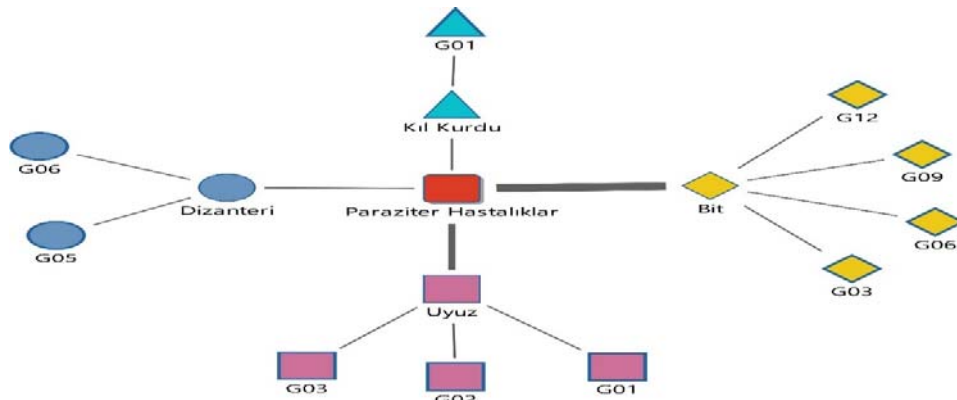 G01
Kıl Kurdu
G12
G06
G09
Dizanteri
Paraziter Hastalıklar
Bit
G05
G06
G03
Uyuz
G03
G01